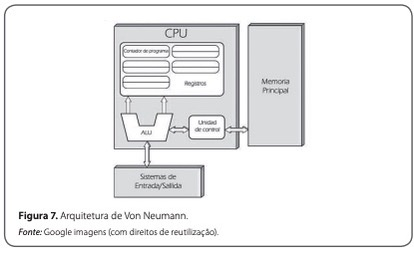 CPU
Contador de programa
Registros
Memoria
Principal
ALU
Unidad
de control
Sistemas de
Entrada/Sallida
Figura 7. Arquitetura de Von Neumann.
Fonte: Google imagens (com direitos de reutilização).